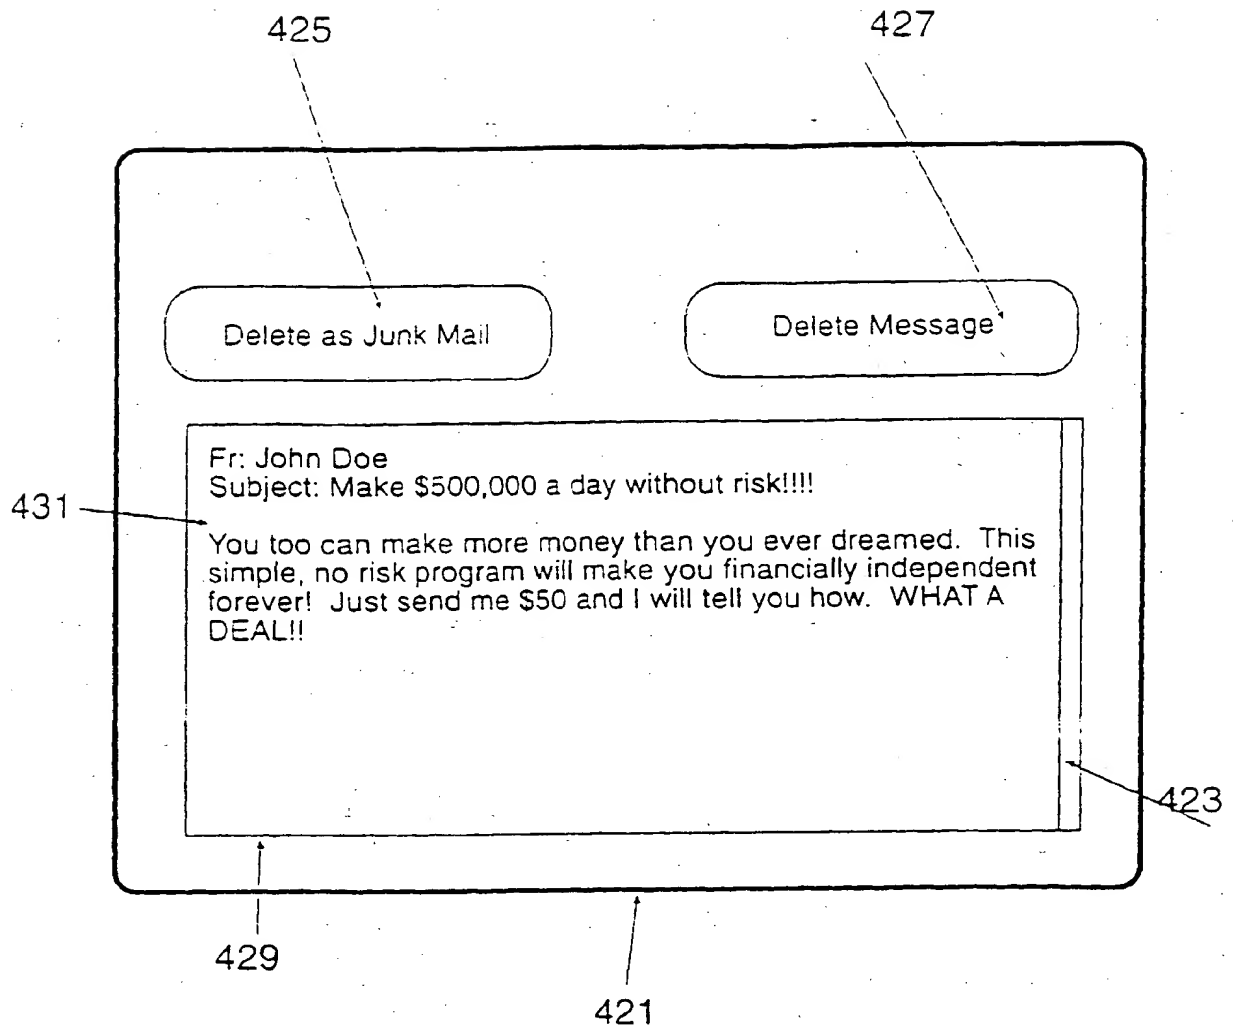 425
427
Delete as Junk Mail
Delete Message
Fr: John Doe
Subject: Make $500,000 a day without risk!!!!
431
You too can make more money than you ever dreamed. This
simple, no risk program will make you financially independent
forever! Just send me $50 and I will tell you how. WHAT A
DEAL!!
423
429
421